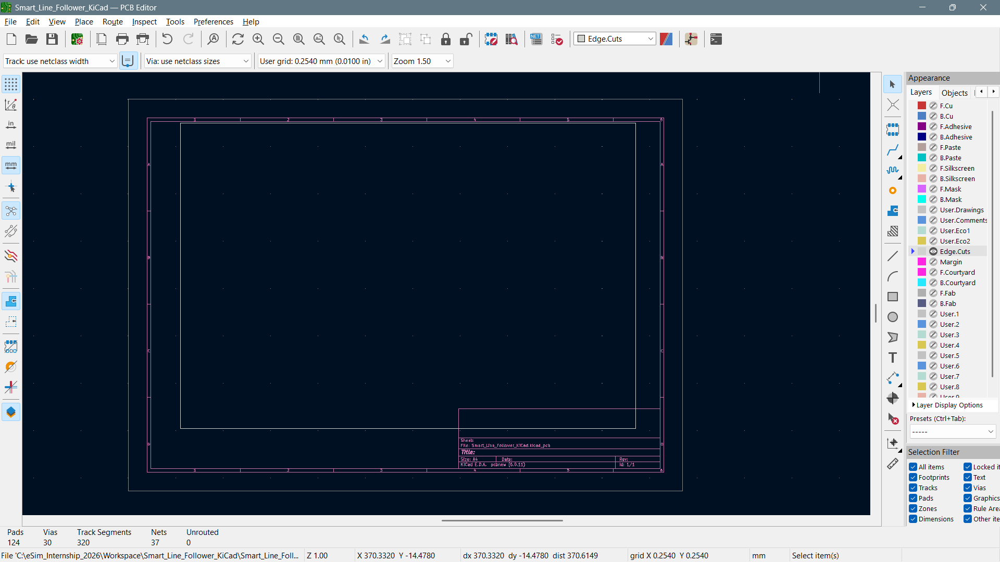 Smart_Line_Follower_KiCad — PCB Editor
File Edit View Place Route Inspect Tools Preferences Help
NET Edge.Cuts
Track: use netclass width Via: use netclass sizes User grid: 0.2540 mm (0.0100 in) Zoom 1.50
Appearance
Layers Objects
in
mil
mm
F.Cu
B.Cu
F.Adhesive
B.Adhesive
F.Paste
B.Paste
F.Silkscreen
B.Silkscreen
F.Mask
B.Mask
User.Drawings
User.Comments
User.Eco1
User.Eco2
Edge.Cuts
Margin
F.Courtyard
B.Courtyard
F.Fab
B.Fab
User.1
User.2
User.3
User.4
User.5
User.6
User.7
User.8
User.9
Layer Display Options
Presets (Ctrl+Tab):
-----
Selection Filter
All items Locked it
Footprints Text
Tracks Vias
Pads Graphics
Zones Rule Area
Dimensions Other ite
1 2 3 4 5 6
A A
B B
C C
D D
Sheet:
File: Smart_Line_Follower_KiCad.kicad_pcb
Title:
Size: A4 Date: Rev:
KiCad E.D.A. pcbnew (6.0.11) Id: 1/1
1 2 3 4 5 6
Pads Vias Track Segments Nets Unrouted
124 30 320 37 0
File 'C:\eSim_Internship_2026\Workspace\Smart_Line_Follower_KiCad\Smart_Line_Foll... Z 1.00 X 370.3320 Y -14.4780 dx 370.3320 dy -14.4780 dist 370.6149 grid X 0.2540 Y 0.2540 mm Select item(s)